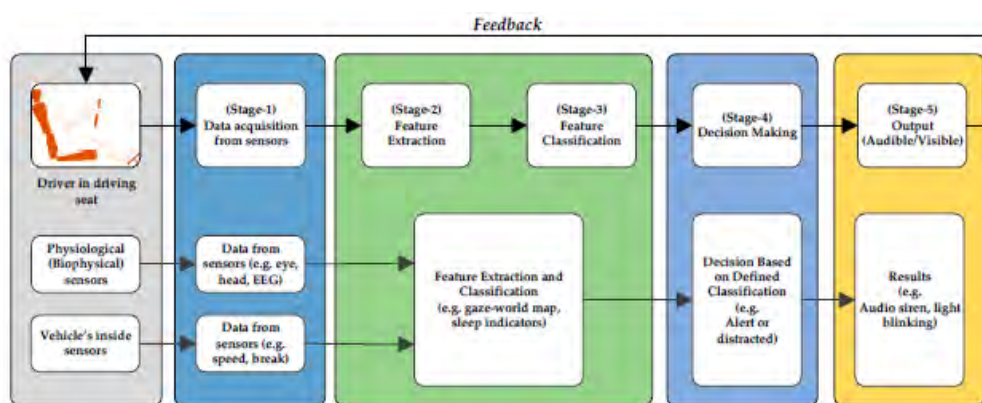 Feedback
(Stage-1)
Data acquisition
from sensors
(Stage-2)
Feature
Extraction
(Stage-3)
Feature
Classification
(Stage-4)
Decision Making
(Stage-5)
Output
(Audible/Visible)
Driver in driving
seat
Physiological
(Biophysical)
sensors
Data from
sensors (e.g. eye,
head, EEG)
Vehicle's inside
sensors
Data from
sensors (e.g.
speed, break)
Feature Extraction and
Classification
(e.g. gaze-world map,
sleep indicators)
Decision Based
on Defined
Classification
(e.g.
Alert or
distracted)
Results
(e.g.
Audio siren, light
blinking)